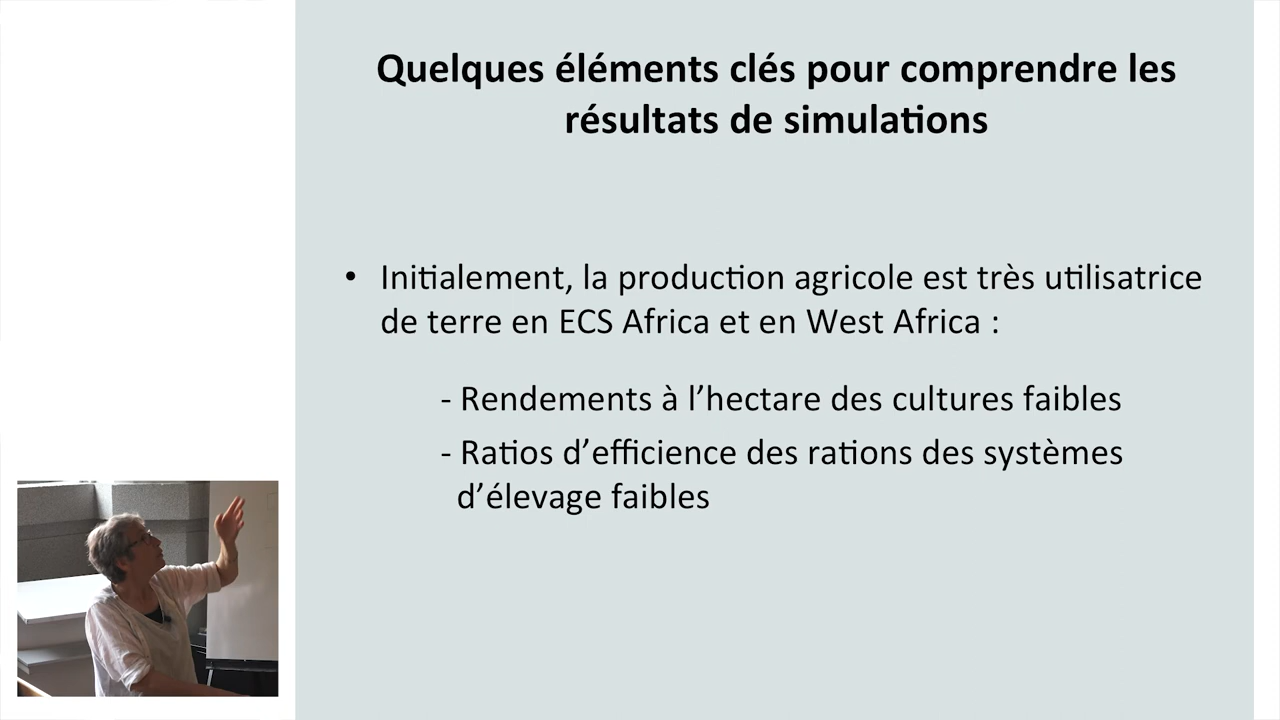 Quelques éléments clés pour comprendre les
résultats de simulations
• Initialement, la production agricole est très utilisatrice
de terre en ECS Africa et en West Africa :
- Rendements à l’hectare des cultures faibles
- Ratios d’efficience des rations des systèmes
d’élevage faibles